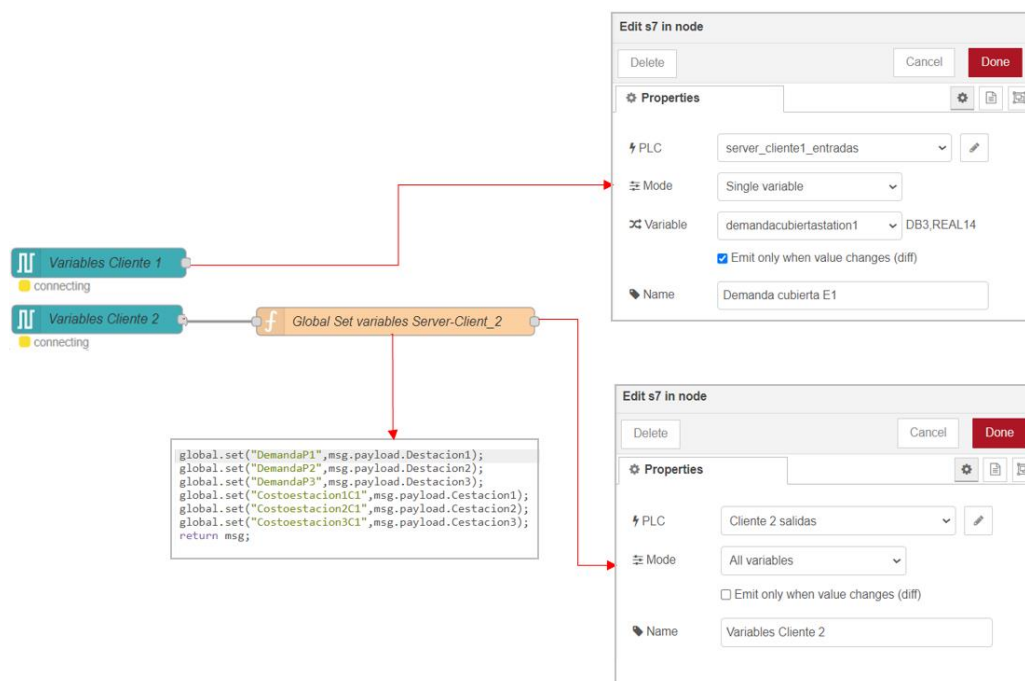 Edit s7 in node
Delete
Cancel
Done
Properties
PLC
server_cliente1_entradas
Mode
Single variable
Variable
demandacubiertastation1
DB3,REAL14
Emit only when value changes (diff)
Name
Demanda cubierta E1
Variables Cliente 1
connecting
Variables Cliente 2
Global Set variables Server-Client_2
connecting
global.set("DemandaP1",msg.payload.Destacion1);
global.set("DemandaP2",msg.payload.Destacion2);
global.set("DemandaP3",msg.payload.Destacion3);
global.set("Costoestacion1C1",msg.payload.Cestacion1);
global.set("Costoestacion2C1",msg.payload.Cestacion2);
global.set("Costoestacion3C1",msg.payload.Cestacion3);
return msg;
Edit s7 in node
Delete
Cancel
Done
Properties
PLC
Cliente 2 salidas
Mode
All variables
Emit only when value changes (diff)
Name
Variables Cliente 2